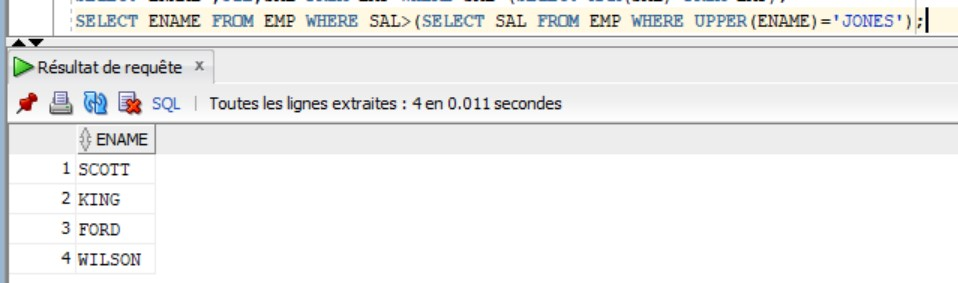 SELECT ENAME FROM EMP WHERE SAL>(SELECT SAL FROM EMP WHERE UPPER(ENAME)='JONES');
Résultat de requête x
SQL | Toutes les lignes extraites : 4 en 0.011 secondes
ENAME
1 SCOTT
2 KING
3 FORD
4 WILSON